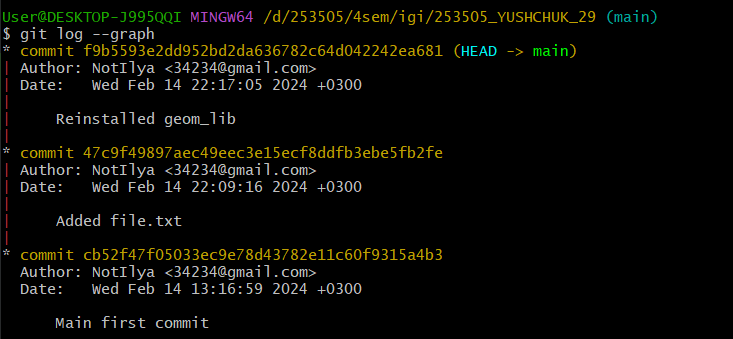 User@DESKTOP-J995QQI MINGW64 /d/253505/4sem/igi/253505_YUSHCHUK_29 (main)
$ git log --graph
* commit f9b5593e2dd952bd2da636782c64d042242ea681 (HEAD -> main)
| Author: NotIlya <34234@gmail.com>
| Date:   Wed Feb 14 22:17:05 2024 +0300
|
|     Reinstalled geom_lib
|
* commit 47c9f49897aec49eec3e15ecf8ddfb3ebe5fb2fe
| Author: NotIlya <34234@gmail.com>
| Date:   Wed Feb 14 22:09:16 2024 +0300
|
|     Added file.txt
|
* commit cb52f47f05033ec9e78d43782e11c60f9315a4b3
  Author: NotIlya <34234@gmail.com>
  Date:   Wed Feb 14 13:16:59 2024 +0300

      Main first commit